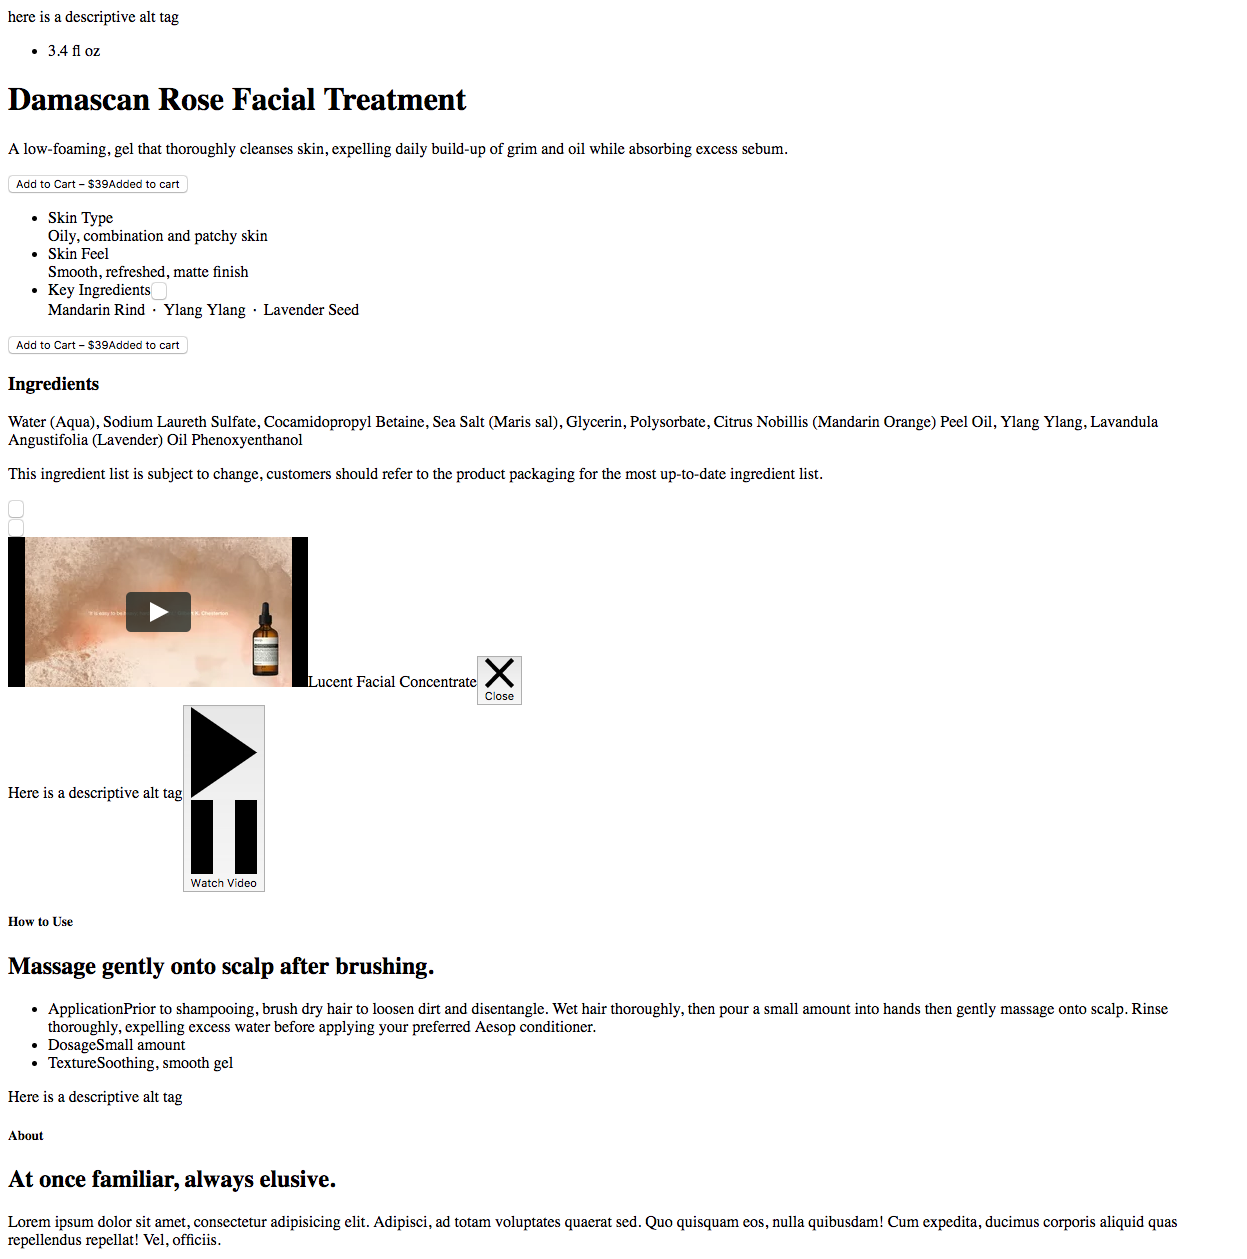 here is a descriptive alt tag
• 3.4 fl oz
Damascan Rose Facial Treatment
A low-foaming, gel that thoroughly cleanses skin, expelling daily build-up of grim and oil while absorbing excess sebum.
Add to Cart – $39Added to cart
• Skin Type
Oily, combination and patchy skin
• Skin Feel
Smooth, refreshed, matte finish
• Key Ingredients
Mandarin Rind · Ylang Ylang · Lavender Seed
Add to Cart – $39Added to cart
Ingredients
Water (Aqua), Sodium Laureth Sulfate, Cocamidopropyl Betaine, Sea Salt (Maris sal), Glycerin, Polysorbate, Citrus Nobillis (Mandarin Orange) Peel Oil, Ylang Ylang, Lavandula
Angustifolia (Lavender) Oil Phenoxyenthanol
This ingredient list is subject to change, customers should refer to the product packaging for the most up-to-date ingredient list.
Lucent Facial Concentrate
Close
Here is a descriptive alt tag
Watch Video
How to Use
Massage gently onto scalp after brushing.
• ApplicationPrior to shampooing, brush dry hair to loosen dirt and disentangle. Wet hair thoroughly, then pour a small amount into hands then gently massage onto scalp. Rinse
thoroughly, expelling excess water before applying your preferred Aesop conditioner.
• DosageSmall amount
• TextureSoothing, smooth gel
Here is a descriptive alt tag
About
At once familiar, always elusive.
Lorem ipsum dolor sit amet, consectetur adipisicing elit. Adipisci, ad totam voluptates quaerat sed. Quo quisquam eos, nulla quibusdam! Cum expedita, ducimus corporis aliquid quas
repellendus repellat! Vel, officiis.